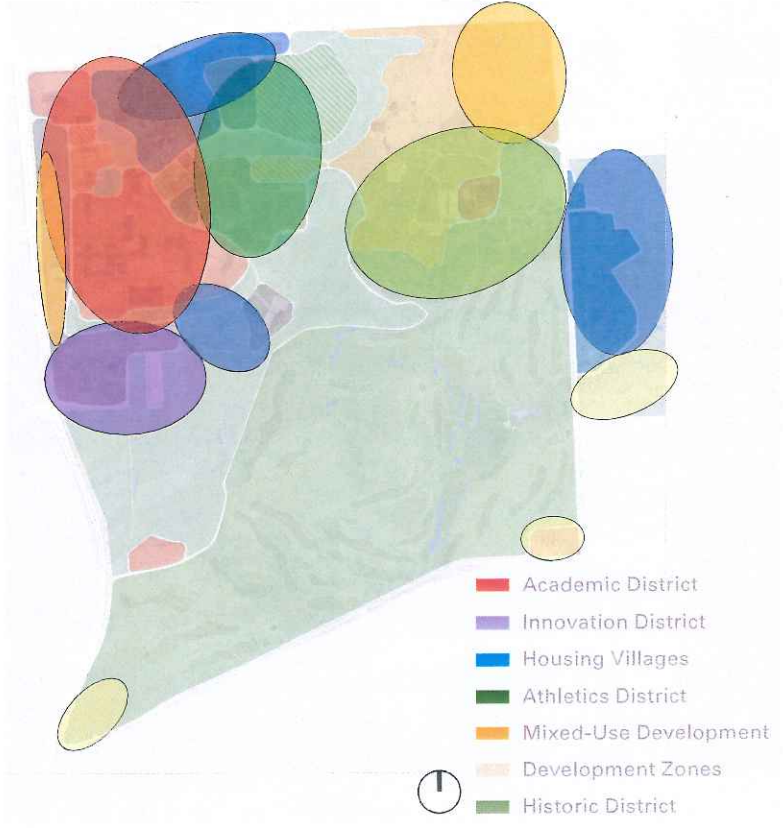 Academic District
Innovation District
Housing Villages
Athletics District
Mixed-Use Development
Development Zones
Historic District